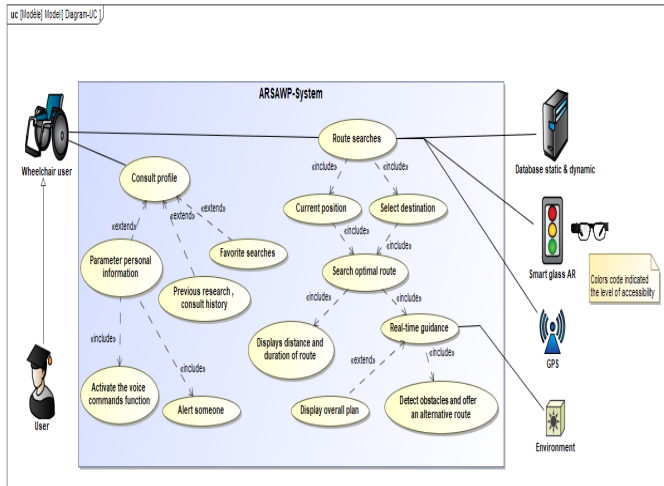 uc [Modèle] Model[ Diagram-UC ]
ARSAWP-System
Wheelchair user
Route searches
Database static & dynamic
Consult profile
«include»
«include»
Current position
Select destination
«extend»
«extend»
«extend»
«include»
«include»
Smart glass AR
Colors code indicated
the level of accessibility
Parameter personal
information
Favorite searches
Search optimal route
Previous research ,
consult history
«include»
«include»
Displays distance and
duration of route
Real-time guidance
GPS
«include»
«include»
«extend»
«include»
Activate the voice
commands function
Alert someone
Display overall plan
Detect obstacles and offer
an alternative route
User
Environment